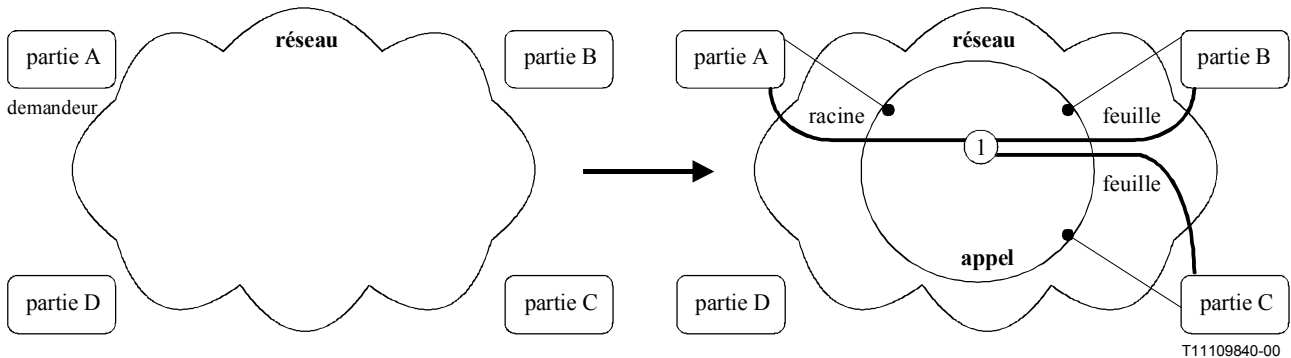 réseau
partie A
partie B
demandeur
partie D
partie C
réseau
partie A
partie B
racine
feuille
1
feuille
appel
partie D
partie C
T11109840-00